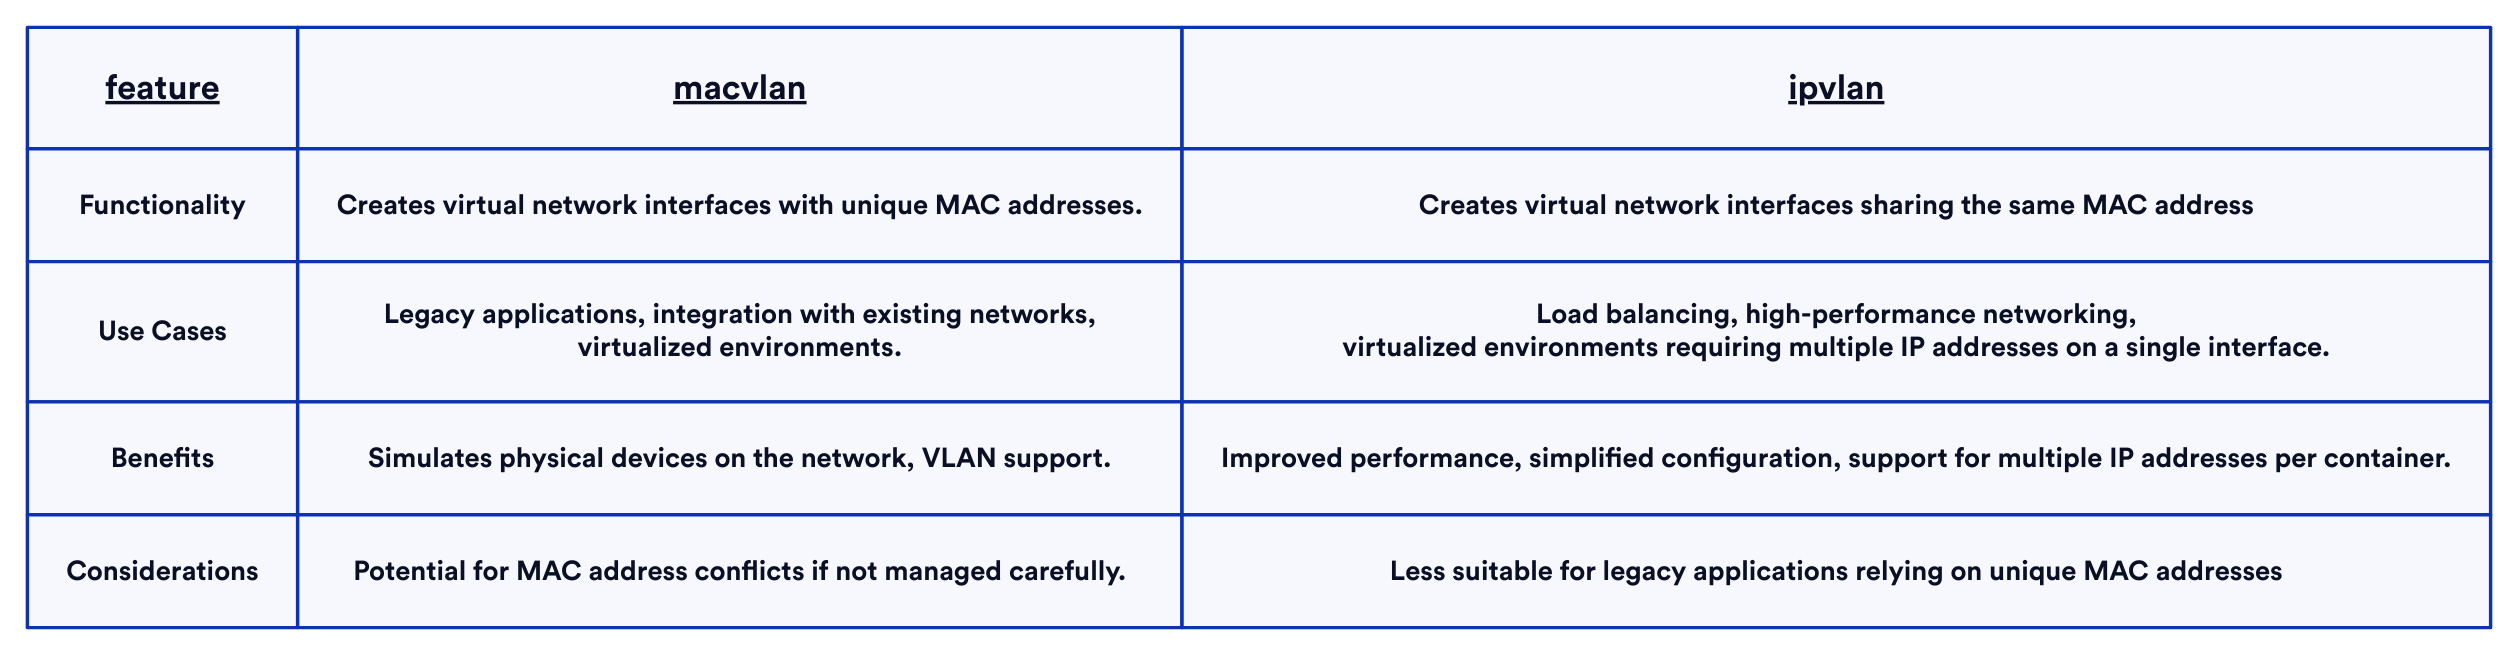 feature
macvlan
ipvlan
Functionality
Creates virtual network interfaces with unique MAC addresses.
Creates virtual network interfaces sharing the same MAC address
Use Cases
Legacy applications, integration with existing networks,
virtualized environments.
Load balancing, high-performance networking,
virtualized environments requiring multiple IP addresses on a single interface.
Benefits
Simulates physical devices on the network, VLAN support.
Improved performance, simplified configuration, support for multiple IP addresses per container.
Considerations
Potential for MAC address conflicts if not managed carefully.
Less suitable for legacy applications relying on unique MAC addresses